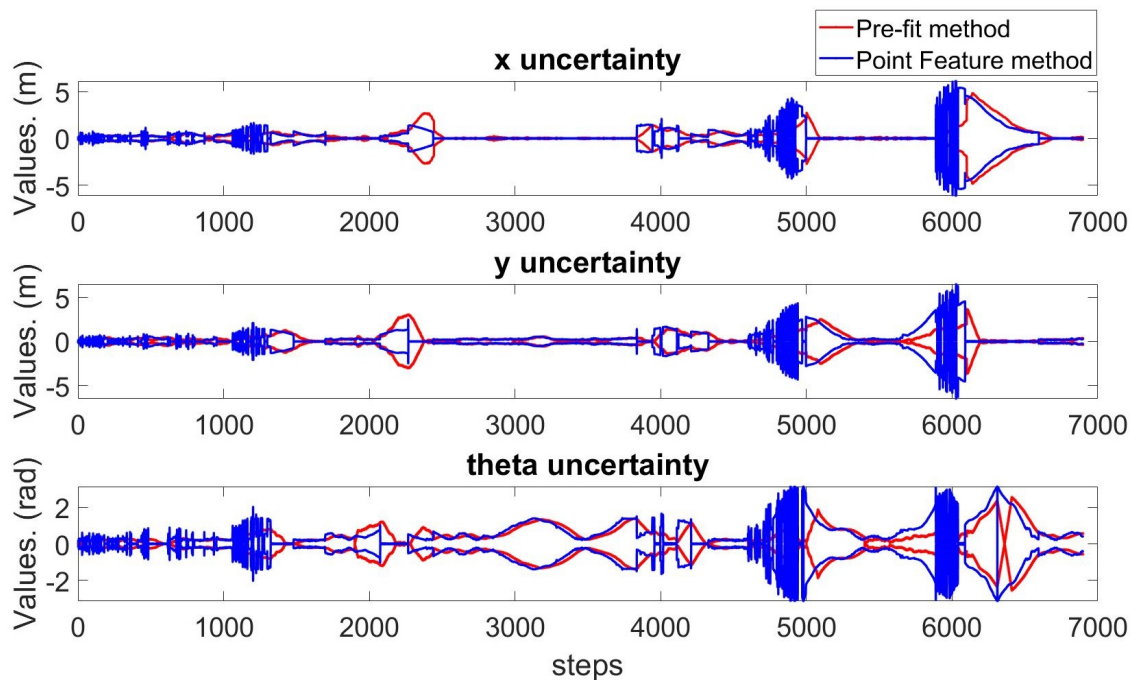 Pre-fit method
Point Feature method
x uncertainty
Values. (m)
5
0
-5
0 1000 2000 3000 4000 5000 6000 7000
y uncertainty
Values. (m)
5
0
-5
0 1000 2000 3000 4000 5000 6000 7000
theta uncertainty
Values. (rad)
2
0
-2
0 1000 2000 3000 4000 5000 6000 7000
steps